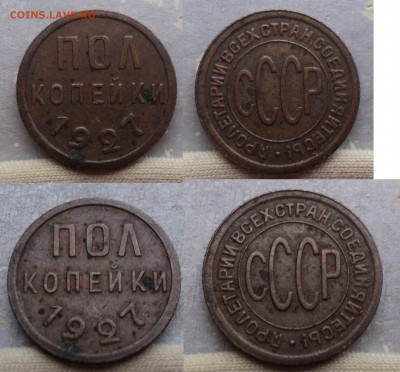 COINS.LAVE.RU
ПОЛ
КОПЕЙКИ
1927
ПРОЛЕТАРИИ ВСЕХ СТРАН, СОЕДИНЯЙТЕСЬ!
СССР
ПОЛ
КОПЕЙКИ
1927
ПРОЛЕТАРИИ ВСЕХ СТРАН, СОЕДИНЯЙТЕСЬ!
СССР